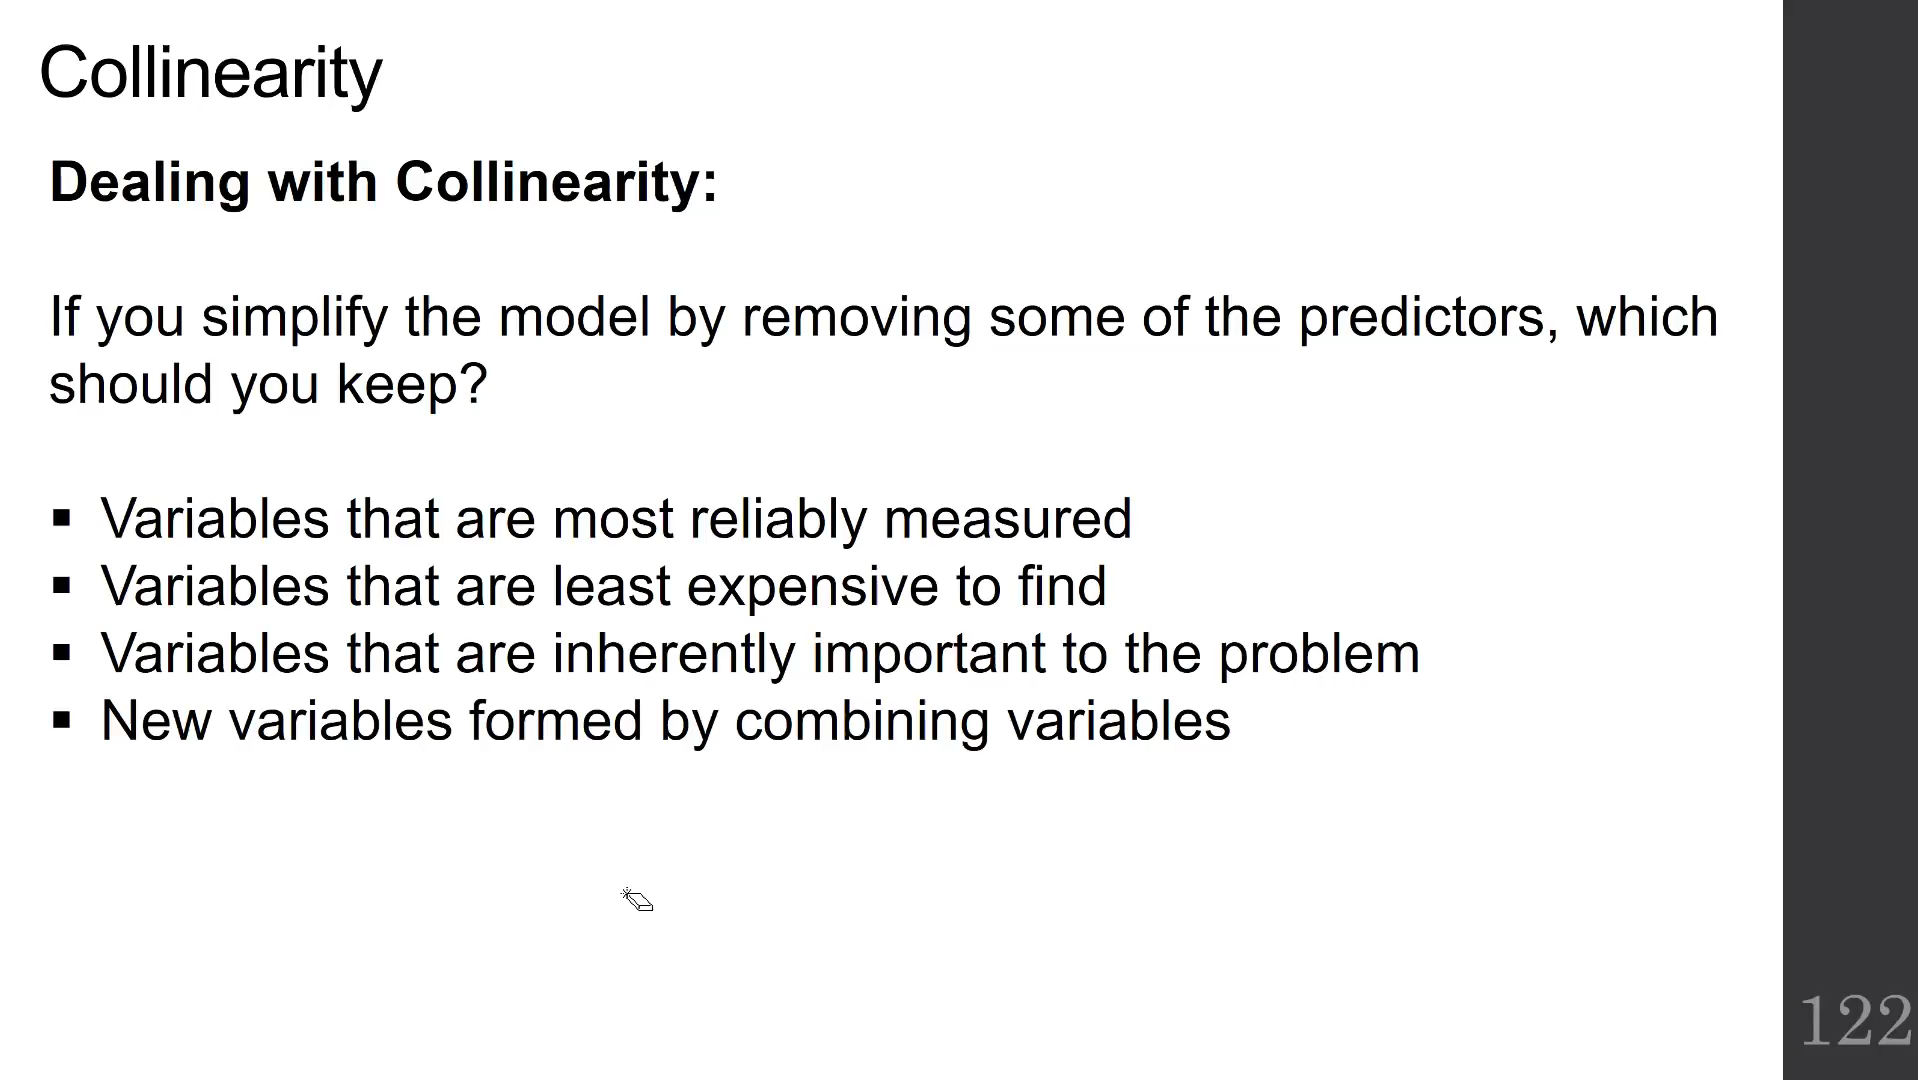 Collinearity
Dealing with Collinearity:
If you simplify the model by removing some of the predictors, which
should you keep?
▪ Variables that are most reliably measured
▪ Variables that are least expensive to find
▪ Variables that are inherently important to the problem
▪ New variables formed by combining variables
122